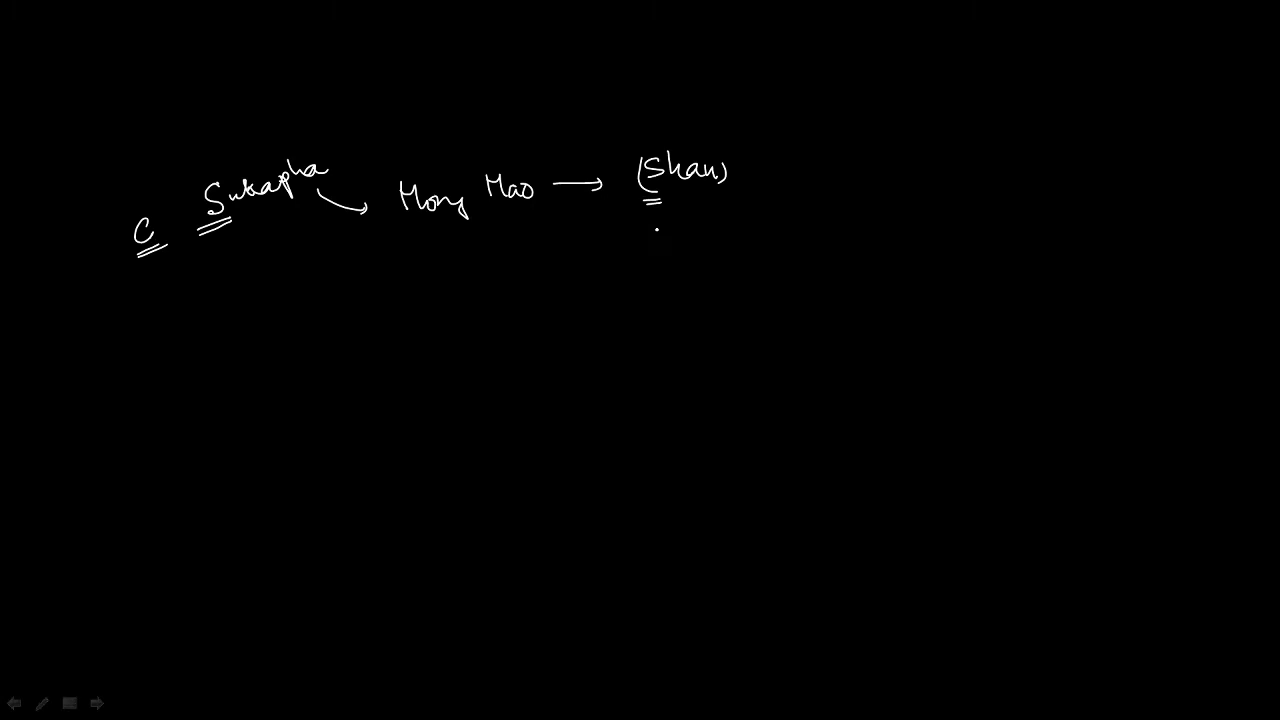 C Sukapha → Mong Mao → (Shan)